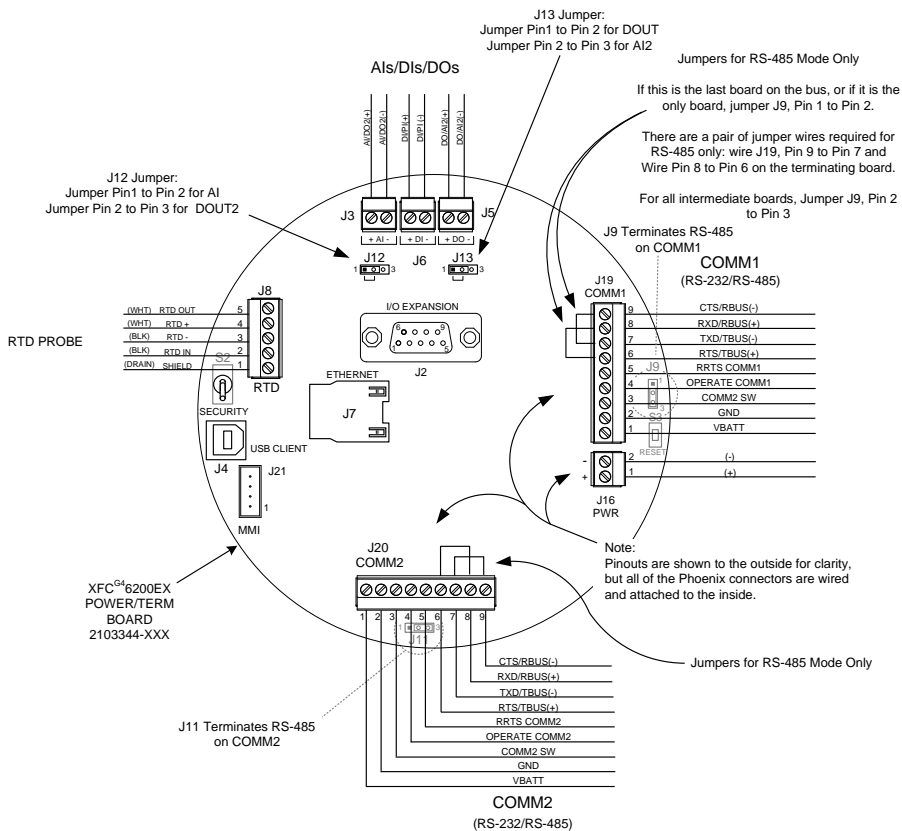 J13 Jumper:
Jumper Pin1 to Pin 2 for DOUT
Jumper Pin 2 to Pin 3 for AI2
Jumpers for RS-485 Mode Only
If this is the last board on the bus, or if it is the
only board, jumper J9, Pin 1 to Pin 2.
There are a pair of jumper wires required for
RS-485 only: wire J19, Pin 9 to Pin 7 and
Wire Pin 8 to Pin 6 on the terminating board.
For all intermediate boards, Jumper J9, Pin 2
to Pin 3
J9 Terminates RS-485
on COMM1
AIs/DIs/DOs
AI/DO2(+)
AI/DO2(-)
DI/PI(+)
DI/PI(-)
DO/AI2(+)
DO/AI2(-)
J12 Jumper:
Jumper Pin1 to Pin 2 for AI
Jumper Pin 2 to Pin 3 for DOUT2
J3
J5
+ AI -
+ DI -
+ DO -
J12
J6
J13
1
3
1
3
COMM1
(RS-232/RS-485)
J19
COMM1
9 CTS/RBUS(-)
8 RXD/RBUS(+)
7 TXD/TBUS(-)
6 RTS/TBUS(+)
5 RRTS COMM1
4 OPERATE COMM1
3 COMM2 SW
2 GND
1 VBATT
J9
1
3
S3
RESET
- 2 (-)
+ 1 (+)
J16
PWR
J8
RTD PROBE
(WHT) RTD OUT 5
(WHT) RTD + 4
(BLK) RTD - 3
(BLK) RTD IN 2
(DRAIN) SHIELD 1
RTD
S2
SECURITY
I/O EXPANSION
6
9
1
5
J2
ETHERNET
J7
USB CLIENT
J4
J21
1
MMI
XFCG46200EX
POWER/TERM
BOARD
2103344-XXX
J20
COMM2
1 2 3 4 5 6 7 8 9
1
3
J11
Note:
Pinouts are shown to the outside for clarity,
but all of the Phoenix connectors are wired
and attached to the inside.
Jumpers for RS-485 Mode Only
J11 Terminates RS-485
on COMM2
CTS/RBUS(-)
RXD/RBUS(+)
TXD/TBUS(-)
RTS/TBUS(+)
RRTS COMM2
OPERATE COMM2
COMM2 SW
GND
VBATT
COMM2
(RS-232/RS-485)